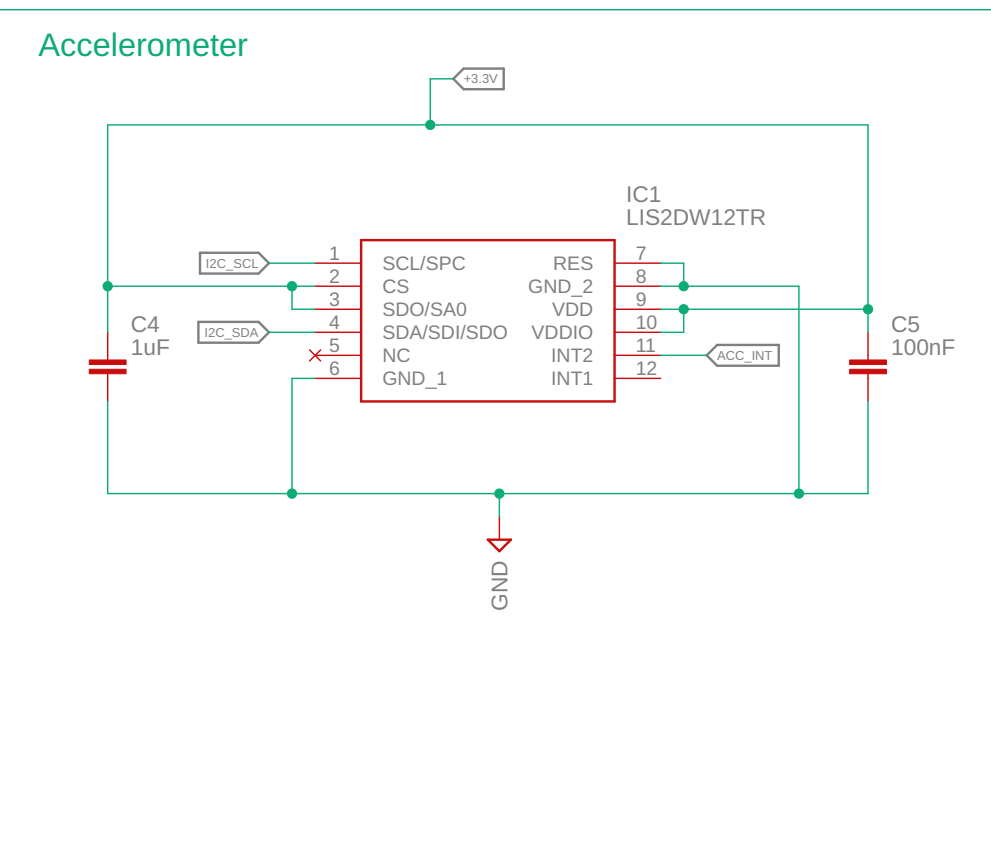 Accelerometer
+3.3V
IC1
LIS2DW12TR
I2C_SCL
1
SCL/SPC
RES
7
2
CS
GND_2
8
3
SDO/SA0
VDD
9
I2C_SDA
4
SDA/SDI/SDO
VDDIO
10
5
NC
INT2
11
ACC_INT
6
GND_1
INT1
12
C4
1uF
C5
100nF
GND